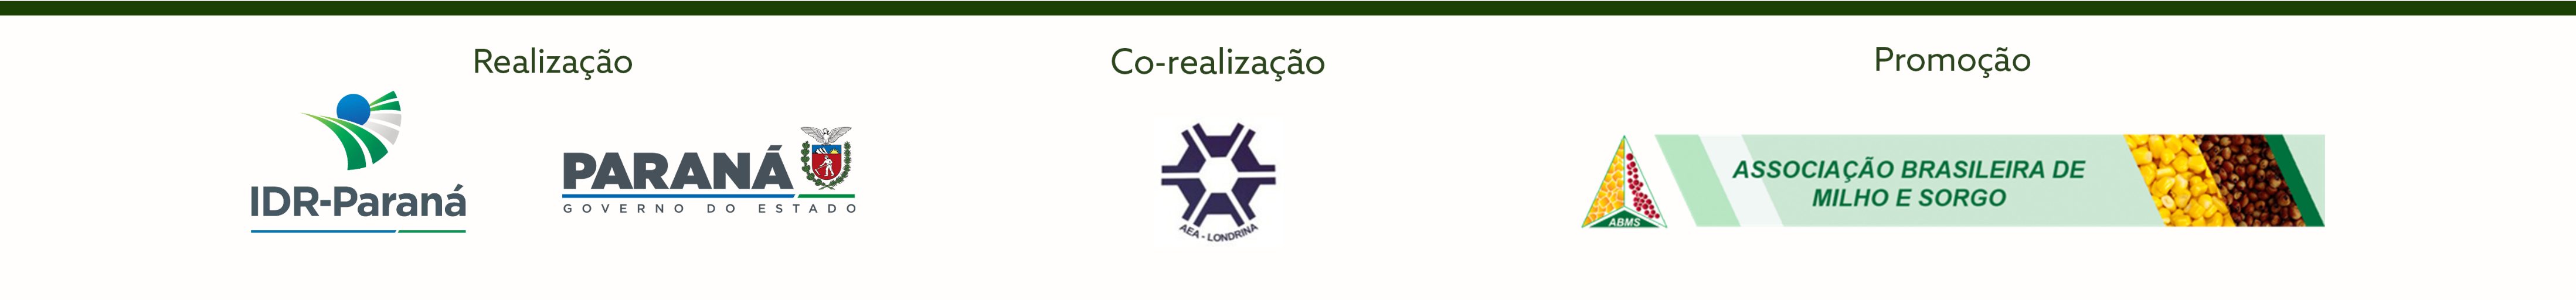 Realização
IDR-Paraná
PARANÁ
GOVERNO DO ESTADO
Co-realização
AEA - LONDRINA
Promoção
ABMS
ASSOCIAÇÃO BRASILEIRA DE
MILHO E SORGO